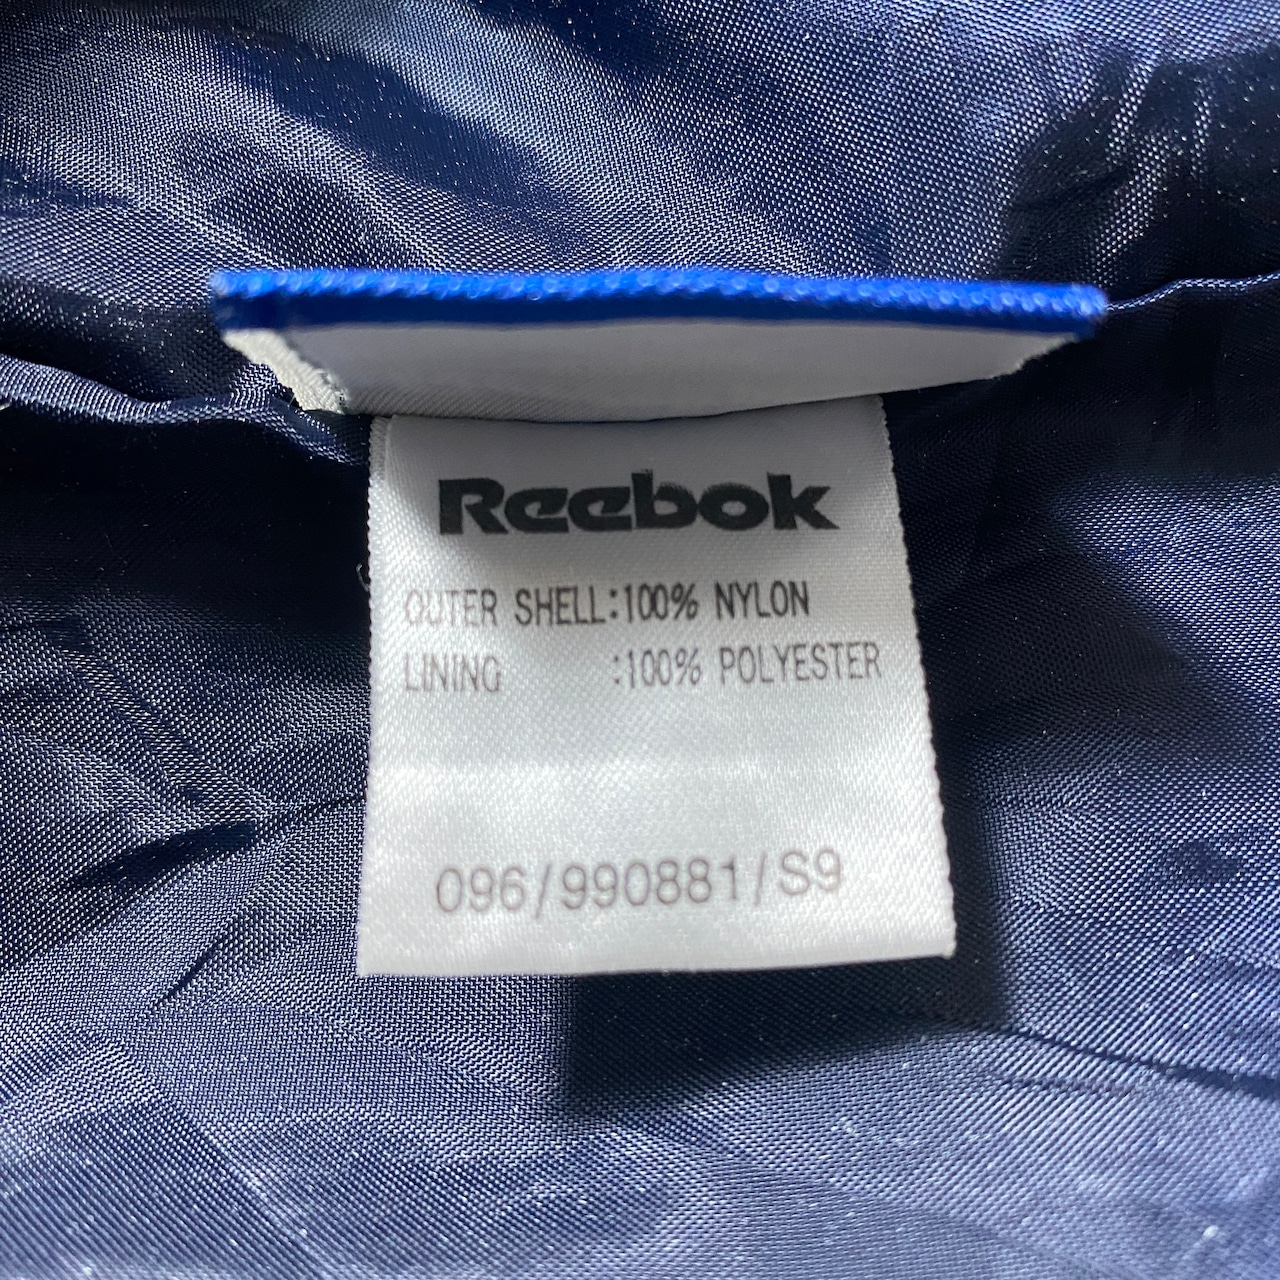 Reebok
OUTER SHELL:100% NYLON
LINING :100% POLYESTER
096/990881/S9